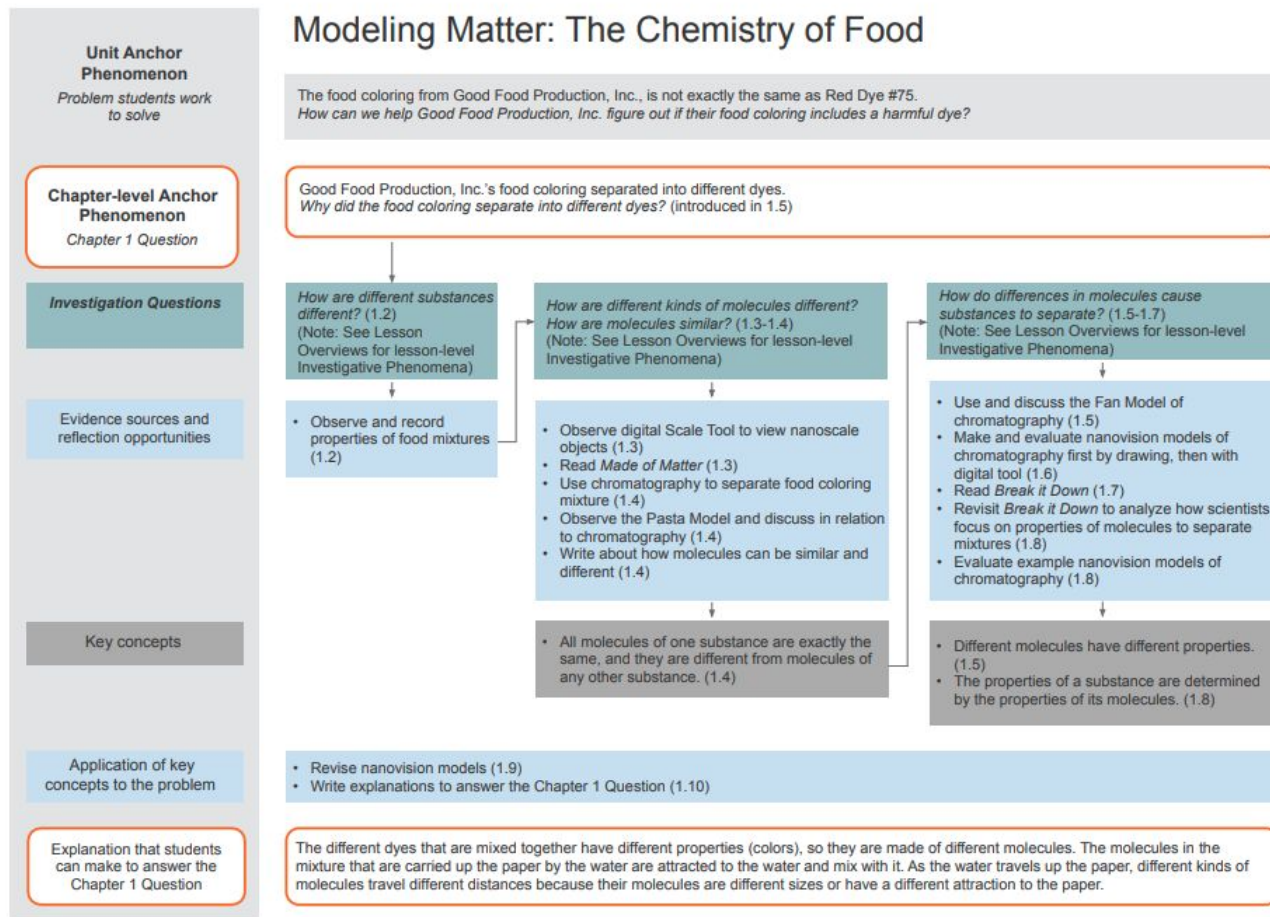 Modeling Matter: The Chemistry of Food
Unit Anchor
Phenomenon
Problem students work
to solve
The food coloring from Good Food Production, Inc., is not exactly the same as Red Dye #75.
How can we help Good Food Production, Inc. figure out if their food coloring includes a harmful dye?
Chapter-level Anchor
Phenomenon
Chapter 1 Question
Good Food Production, Inc.'s food coloring separated into different dyes.
Why did the food coloring separate into different dyes? (introduced in 1.5)
Investigation Questions
How are different substances
different? (1.2)
(Note: See Lesson
Overviews for lesson-level
Investigative Phenomena)
How are different kinds of molecules different?
How are molecules similar? (1.3-1.4)
(Note: See Lesson Overviews for lesson-level
Investigative Phenomena)
How do differences in molecules cause
substances to separate? (1.5-1.7)
(Note: See Lesson Overviews for lesson-level
Investigative Phenomena)
Evidence sources and
reflection opportunities
• Observe and record
properties of food mixtures
(1.2)
• Observe digital Scale Tool to view nanoscale
objects (1.3)
• Read Made of Matter (1.3)
• Use chromatography to separate food coloring
mixture (1.4)
• Observe the Pasta Model and discuss in relation
to chromatography (1.4)
• Write about how molecules can be similar and
different (1.4)
• Use and discuss the Fan Model of
chromatography (1.5)
• Make and evaluate nanovision models of
chromatography first by drawing, then with
digital tool (1.6)
• Read Break it Down (1.7)
• Revisit Break it Down to analyze how scientists
focus on properties of molecules to separate
mixtures (1.8)
• Evaluate example nanovision models of
chromatography (1.8)
Key concepts
• All molecules of one substance are exactly the
same, and they are different from molecules of
any other substance. (1.4)
• Different molecules have different properties.
(1.5)
• The properties of a substance are determined
by the properties of its molecules. (1.8)
Application of key
concepts to the problem
• Revise nanovision models (1.9)
• Write explanations to answer the Chapter 1 Question (1.10)
Explanation that students
can make to answer the
Chapter 1 Question
The different dyes that are mixed together have different properties (colors), so they are made of different molecules. The molecules in the
mixture that are carried up the paper by the water are attracted to the water and mix with it. As the water travels up the paper, different kinds of
molecules travel different distances because their molecules are different sizes or have a different attraction to the paper.